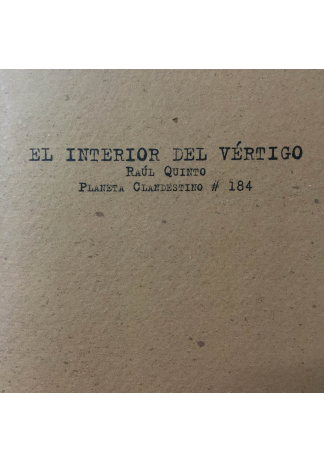 EL INTERIOR DEL VÉRTIGO
RAÚL QUINTO
PLANETA CLANDESTINO # 184